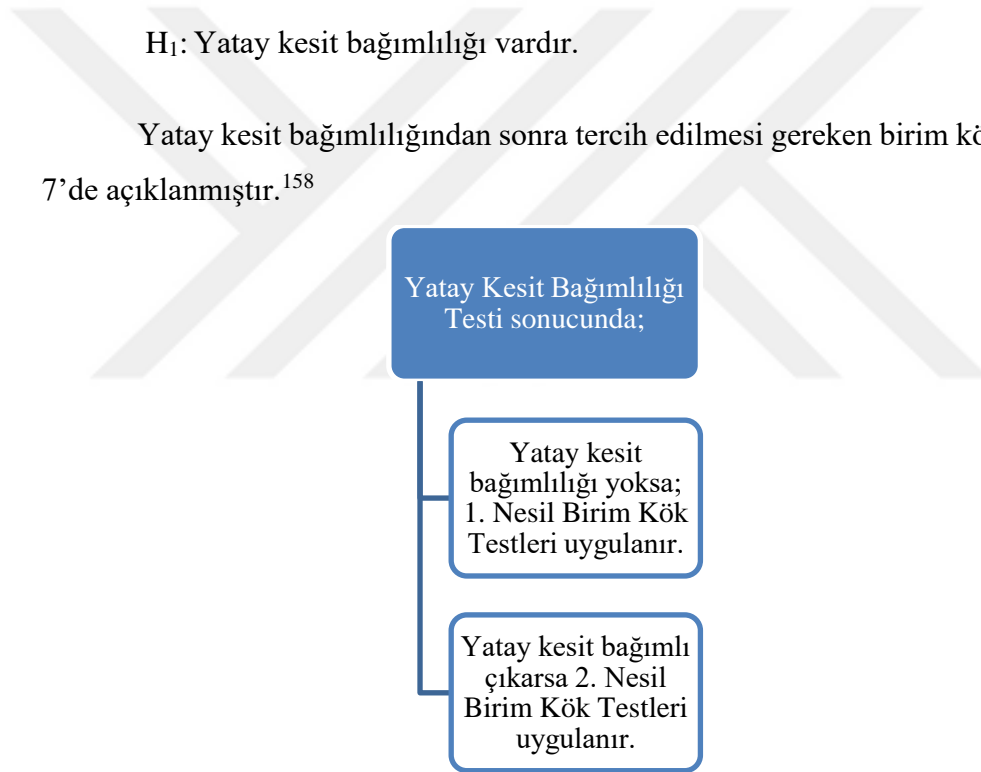 H₁: Yatay kesit bağımlılığı vardır.
Yatay kesit bağımlılığından sonra tercih edilmesi gereken birim kö
7’de açıklanmıştır.¹⁵⁸
Yatay Kesit Bağımlılığı
Testi sonucunda;
Yatay kesit
bağımlılığı yoksa;
1. Nesil Birim Kök
Testleri uygulanır.
Yatay kesit bağımlı
çıkarsa 2. Nesil
Birim Kök Testleri
uygulanır.